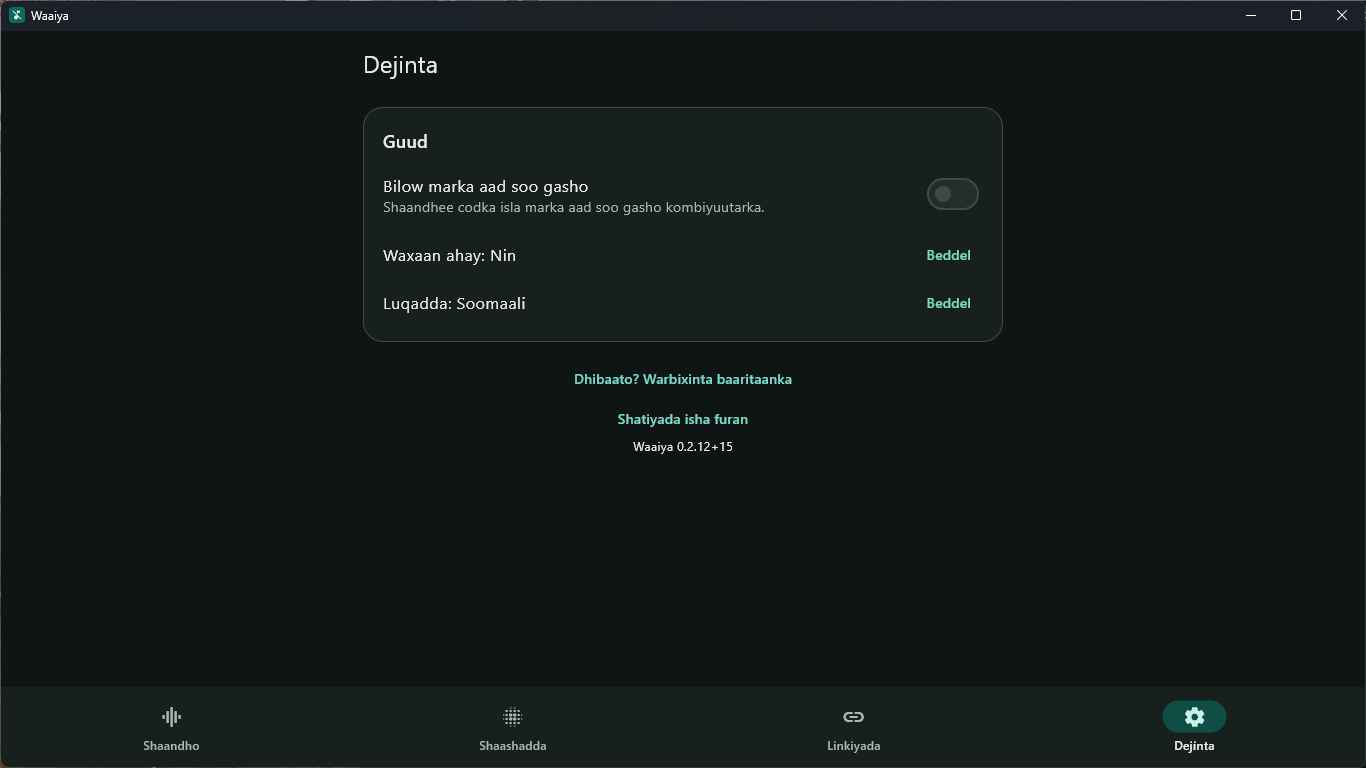 Waaiya
Dejinta
Guud
Bilow marka aad soo gasho
Shaandhee codka isla marka aad soo gasho kombiyuutarka.
Waxaan ahay: Nin
Beddel
Luqadda: Soomaali
Beddel
Dhibaato? Warbixinta baaritaanka
Shatiyada isha furan
Waaiya 0.2.12+15
Shaandho
Shaashadda
Linkiyada
Dejinta